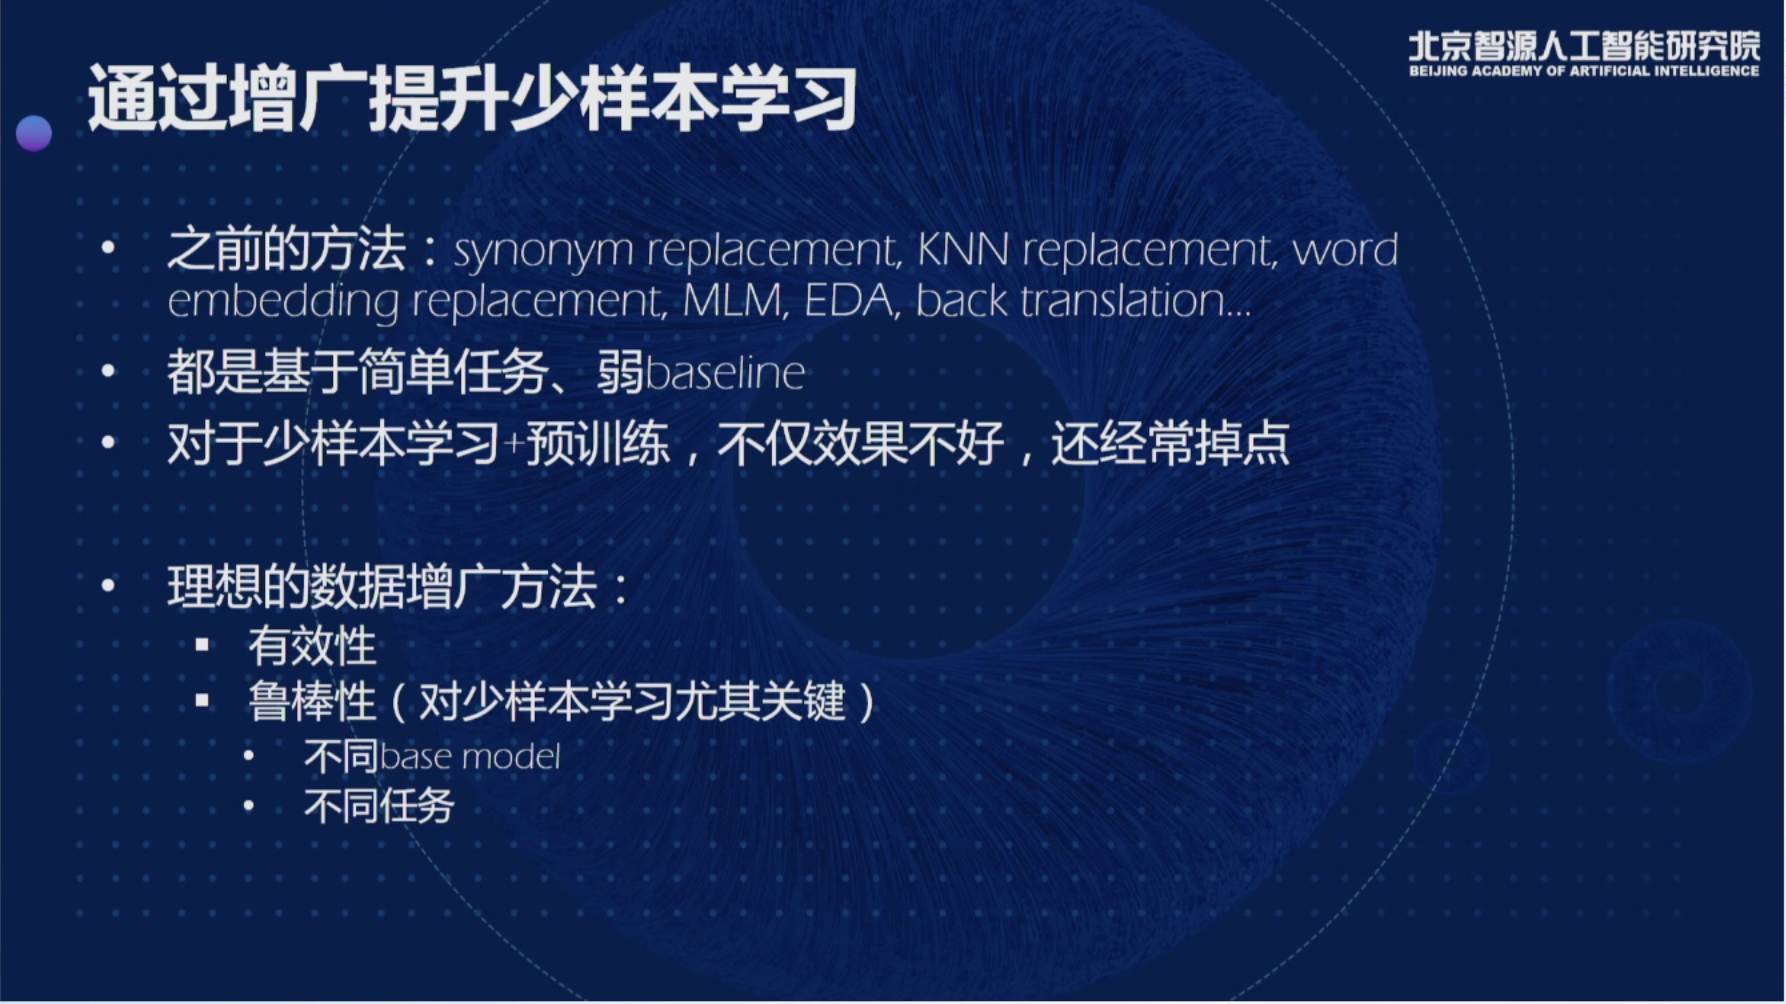 北京智源人工智能研究院
BEIJING ACADEMY OF ARTIFICIAL INTELLIGENCE
通过增广提升少样本学习
• 之前的方法：synonym replacement, KNN replacement, word
embedding replacement, MLM, EDA, back translation...
• 都是基于简单任务、弱baseline
• 对于少样本学习+预训练，不仅效果不好，还经常掉点
• 理想的数据增广方法：
▪ 有效性
▪ 鲁棒性（对少样本学习尤其关键）
• 不同base model
• 不同任务